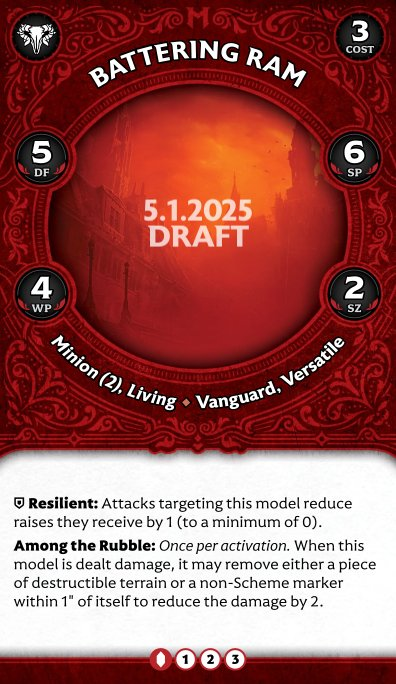 3
COST
BATTERING RAM
5
DF
6
SP
5.1.2025
DRAFT
4
WP
2
SZ
Minion (2), Living ◆ Vanguard, Versatile
Resilient: Attacks targeting this model reduce
raises they receive by 1 (to a minimum of 0).
Among the Rubble: Once per activation. When this
model is dealt damage, it may remove either a piece
of destructible terrain or a non-Scheme marker
within 1" of itself to reduce the damage by 2.
1 2 3